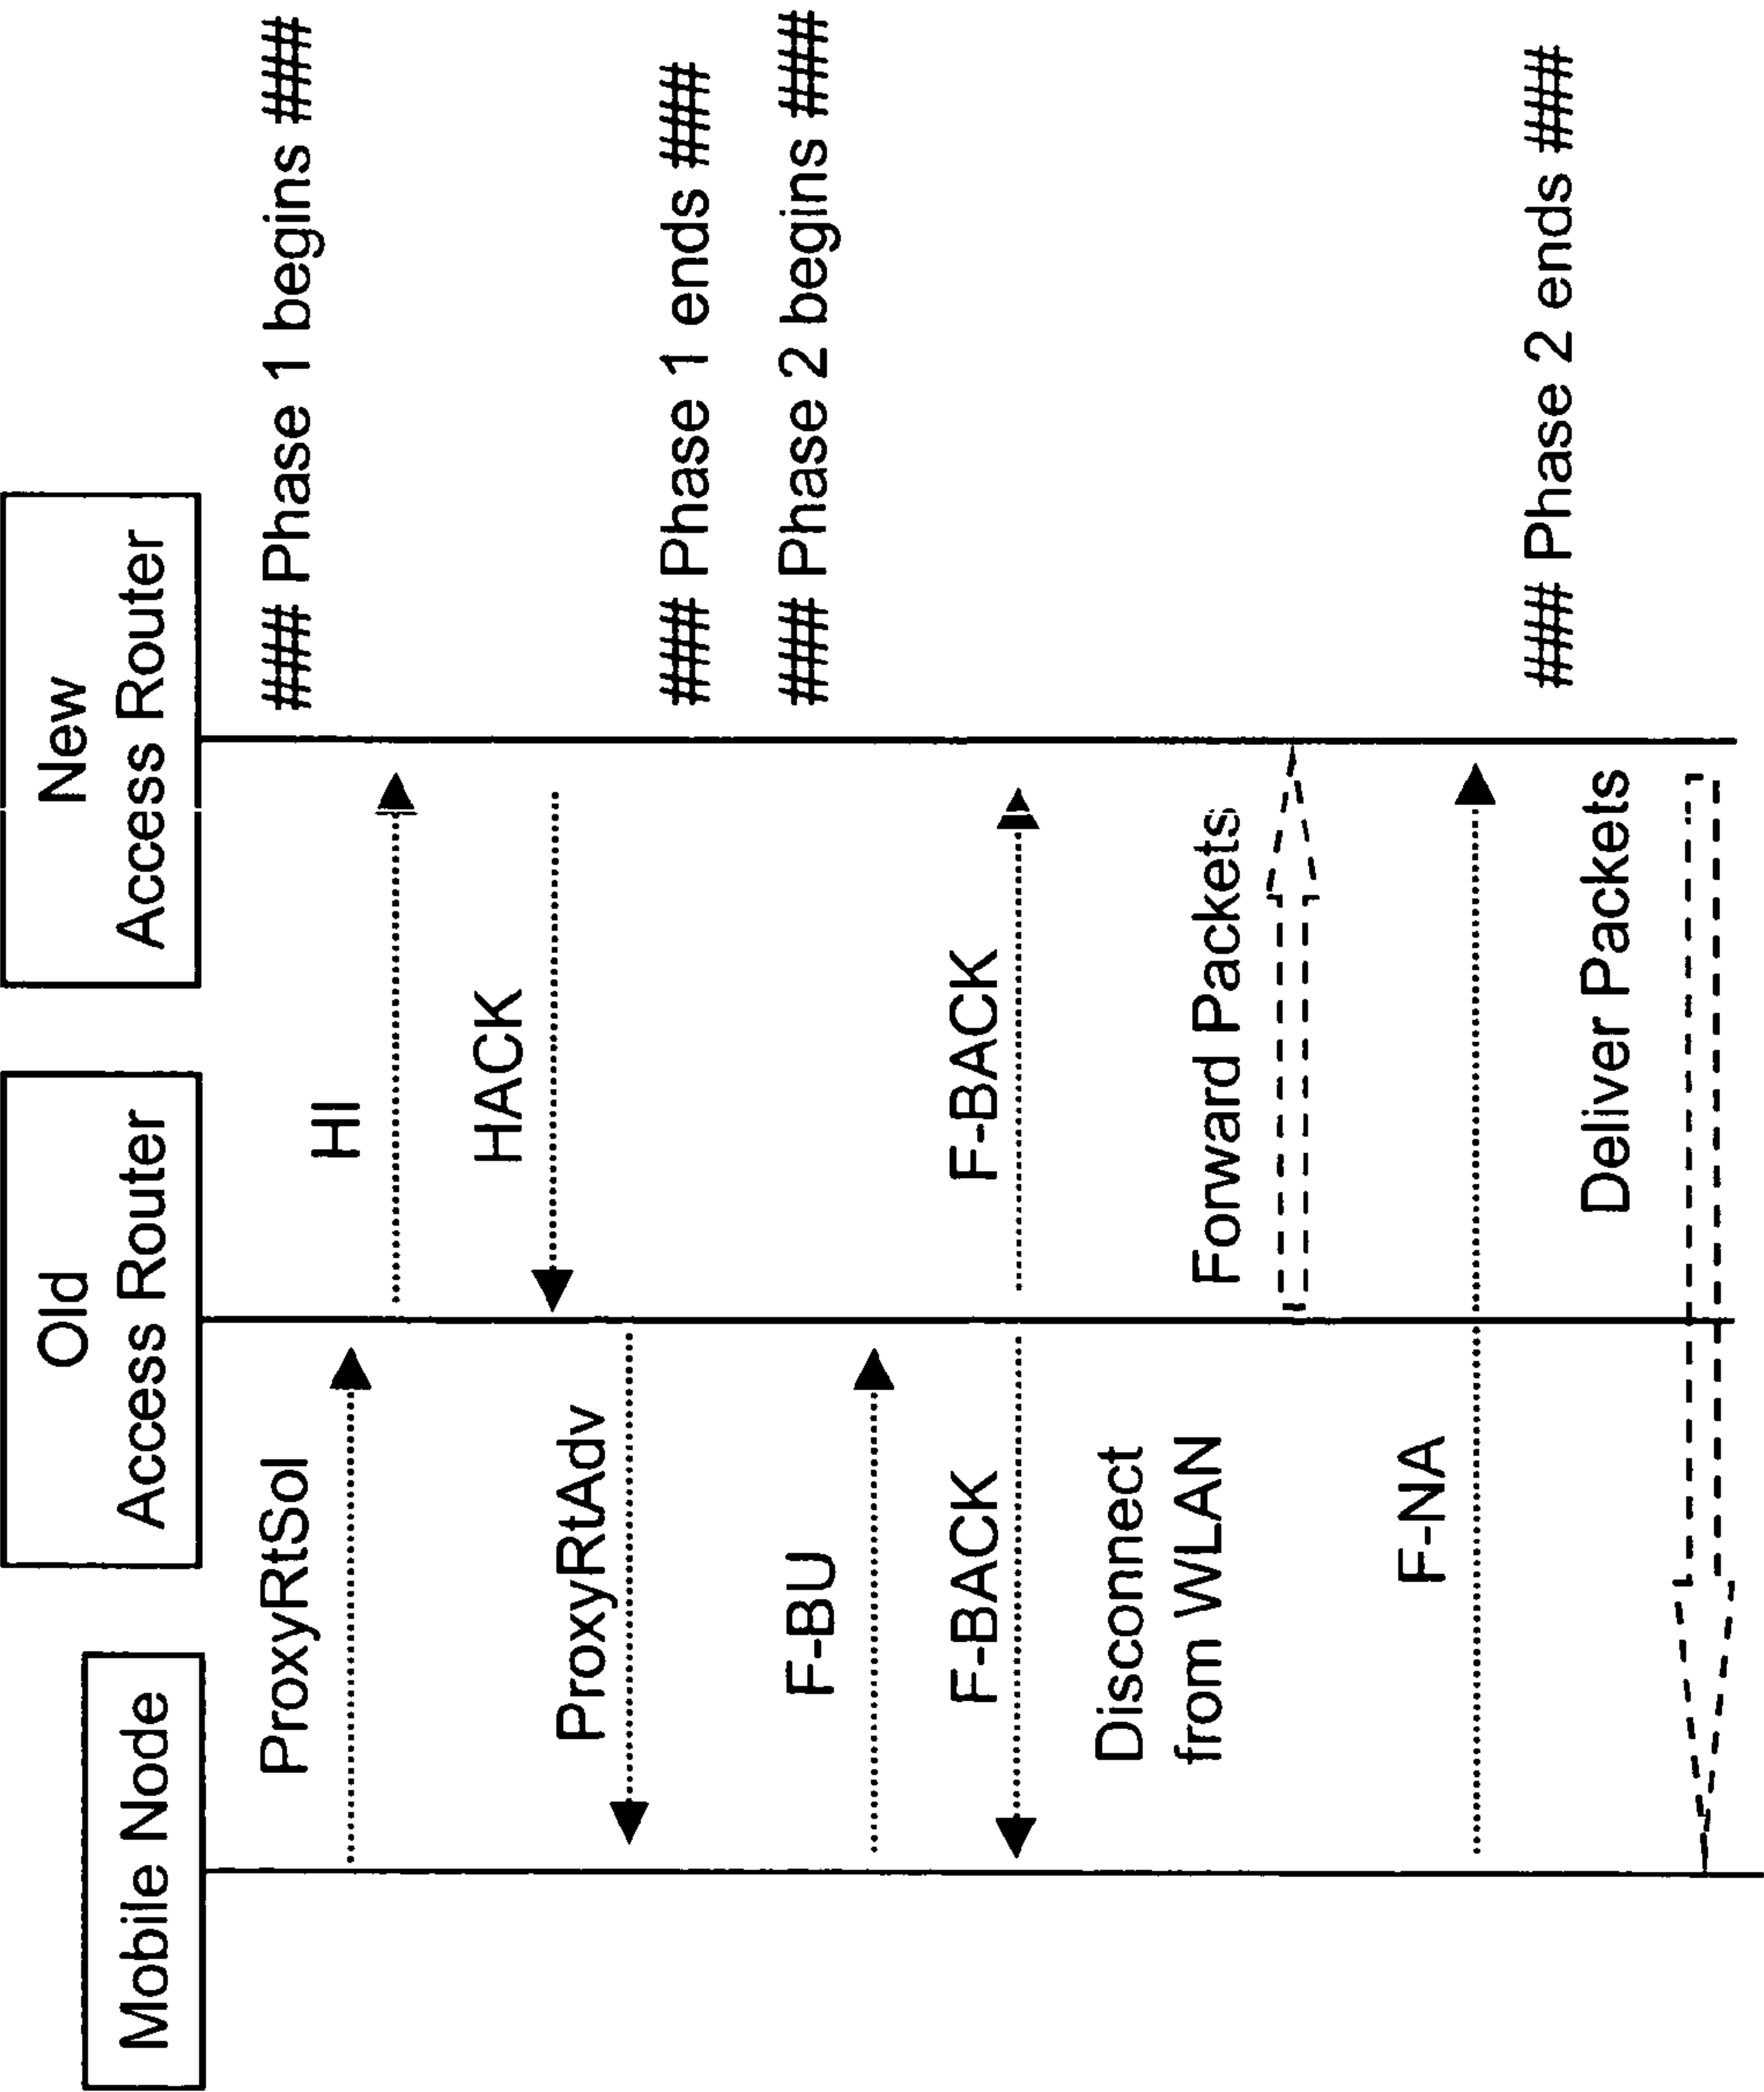 Mobile Node
Old
Access Router
New
Access Router
### Phase 1 begins ###
ProxyRtSol
HI
HACK
ProxyRtAdv
### Phase 1 ends ###
### Phase 2 begins ###
F-BU
F-BACK
F-BACK
Disconnect
from WLAN
Forward Packets
F-NA
### Phase 2 ends ###
Deliver Packets